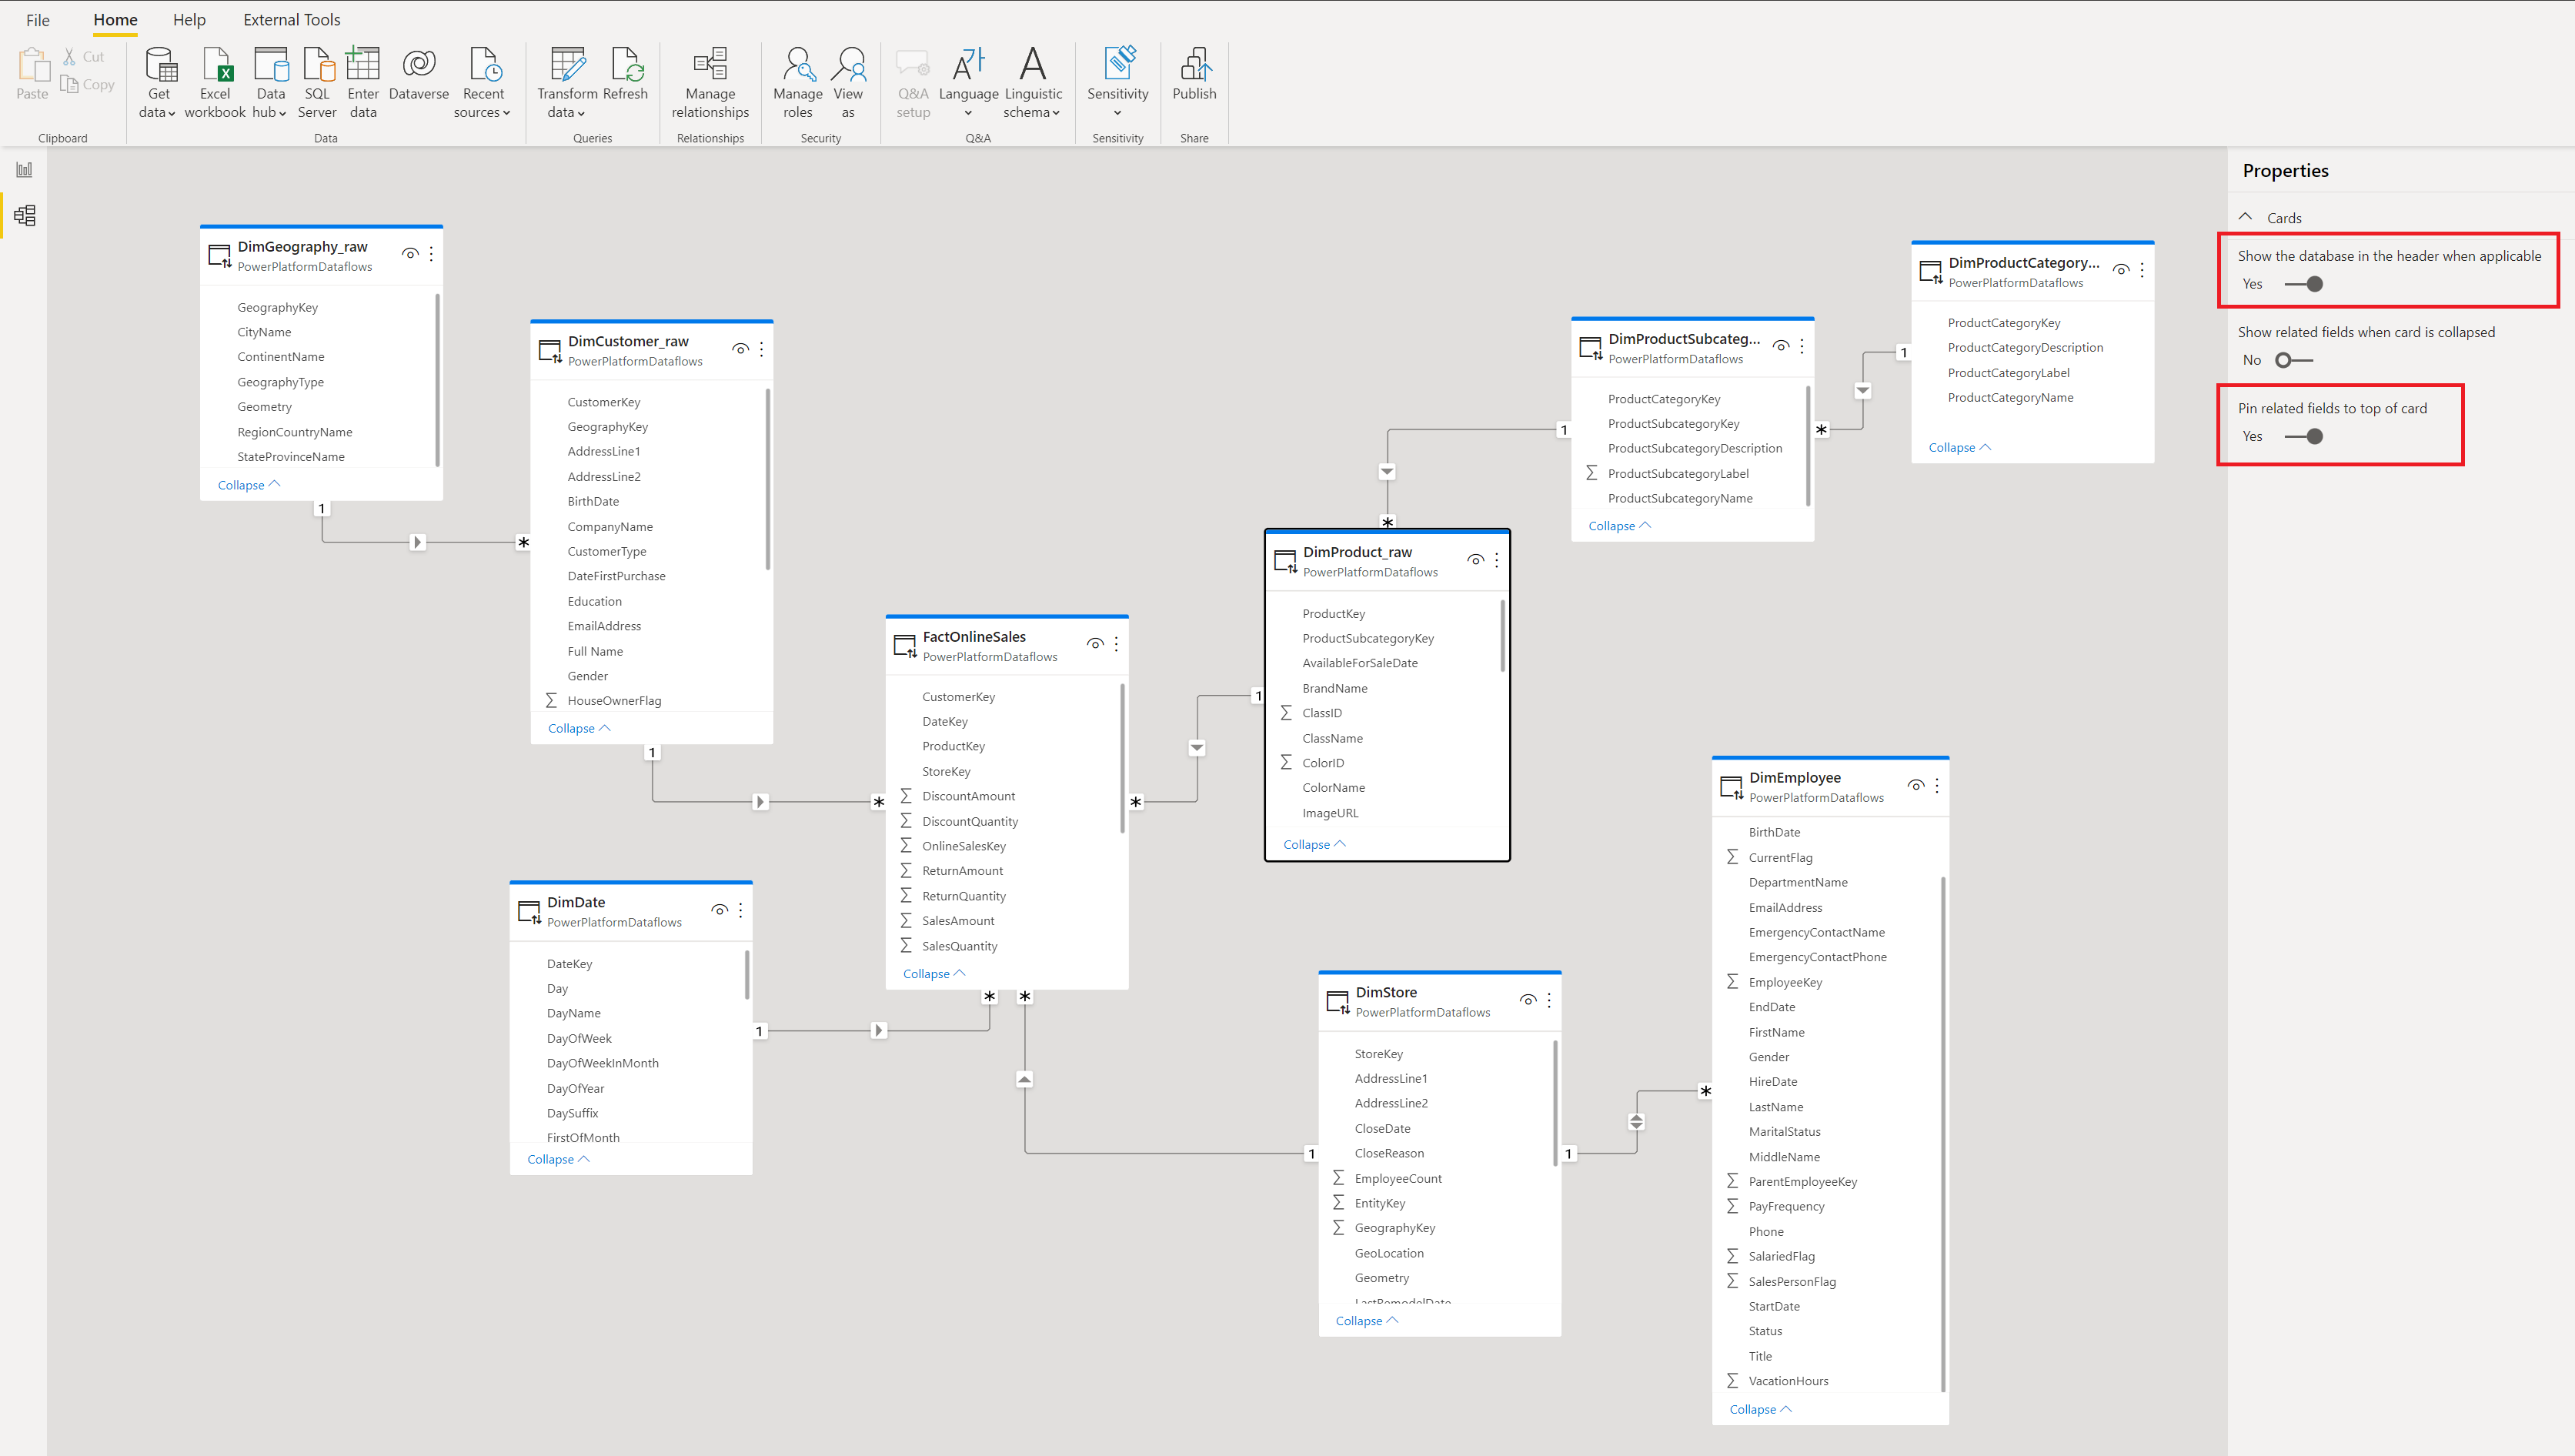 File Home Help External Tools
Paste
Cut
Copy
Get data
Excel workbook
Data hub
SQL Server
Enter data
Dataverse
Recent sources
Transform data
Refresh
Manage relationships
Manage roles
View as
Q&A setup
Language
Linguistic schema
Sensitivity
Publish
Clipboard Data Queries Relationships Security Q&A Sensitivity Share
DimGeography_raw
PowerPlatformDataflows
GeographyKey
CityName
ContinentName
GeographyType
Geometry
RegionCountryName
StateProvinceName
Collapse
1
*
DimCustomer_raw
PowerPlatformDataflows
CustomerKey
GeographyKey
AddressLine1
AddressLine2
BirthDate
CompanyName
CustomerType
DateFirstPurchase
Education
EmailAddress
Full Name
Gender
∑ HouseOwnerFlag
Collapse
1
*
FactOnlineSales
PowerPlatformDataflows
CustomerKey
DateKey
ProductKey
StoreKey
∑ DiscountAmount
∑ DiscountQuantity
∑ OnlineSalesKey
∑ ReturnAmount
∑ ReturnQuantity
∑ SalesAmount
∑ SalesQuantity
Collapse
* *
*
1
DimDate
PowerPlatformDataflows
DateKey
Day
DayName
DayOfWeek
DayOfWeekInMonth
DayOfYear
DaySuffix
FirstOfMonth
Collapse
1
DimProduct_raw
PowerPlatformDataflows
ProductKey
ProductSubcategoryKey
AvailableForSaleDate
BrandName
∑ ClassID
ClassName
∑ ColorID
ColorName
ImageURL
Collapse
*
1
DimProductSubcateg...
PowerPlatformDataflows
ProductCategoryKey
ProductSubcategoryKey
ProductSubcategoryDescription
∑ ProductSubcategoryLabel
ProductSubcategoryName
Collapse
*
1
DimProductCategory...
PowerPlatformDataflows
ProductCategoryKey
ProductCategoryDescription
ProductCategoryLabel
ProductCategoryName
Collapse
DimStore
PowerPlatformDataflows
StoreKey
AddressLine1
AddressLine2
CloseDate
CloseReason
∑ EmployeeCount
∑ EntityKey
∑ GeographyKey
GeoLocation
Geometry
LastRemodelDate
Collapse
1
1
*
DimEmployee
PowerPlatformDataflows
BirthDate
∑ CurrentFlag
DepartmentName
EmailAddress
EmergencyContactName
EmergencyContactPhone
∑ EmployeeKey
EndDate
FirstName
Gender
HireDate
LastName
MaritalStatus
MiddleName
∑ ParentEmployeeKey
∑ PayFrequency
Phone
∑ SalariedFlag
∑ SalesPersonFlag
StartDate
Status
Title
∑ VacationHours
Collapse
Properties
Cards
Show the database in the header when applicable
Yes
Show related fields when card is collapsed
No
Pin related fields to top of card
Yes